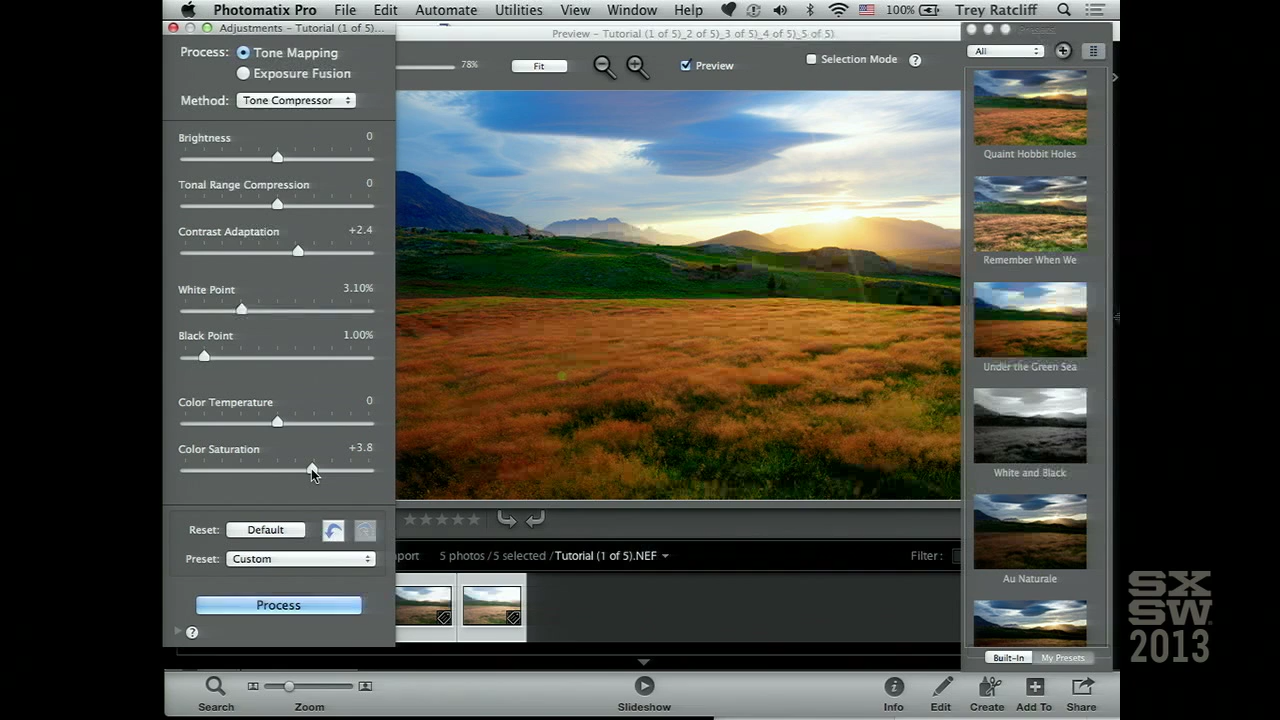 Photomatix Pro File Edit Automate Utilities View Window Help 100% Trey Ratcliff
Adjustments - Tutorial (1 of 5)...
Preview - Tutorial (1 of 5)_2 of 5)_3 of 5)_4 of 5)_5 of 5)
Presets
Process: Tone Mapping
Exposure Fusion
Method: Tone Compressor
78%
Fit
Preview
Selection Mode
?
All
Brightness 0
Tonal Range Compression 0
Contrast Adaptation +2.4
White Point 3.10%
Black Point 1.00%
Color Temperature 0
Color Saturation +3.8
Reset: Default
Preset: Custom
Process
?
Quaint Hobbit Holes
Remember When We
Under the Green Sea
White and Black
Au Naturale
Built-In My Presets
5 photos / 5 selected / Tutorial (1 of 5).NEF
Filter :
Search Zoom Slideshow Info Edit Create Add To Share
SX
SW
2013